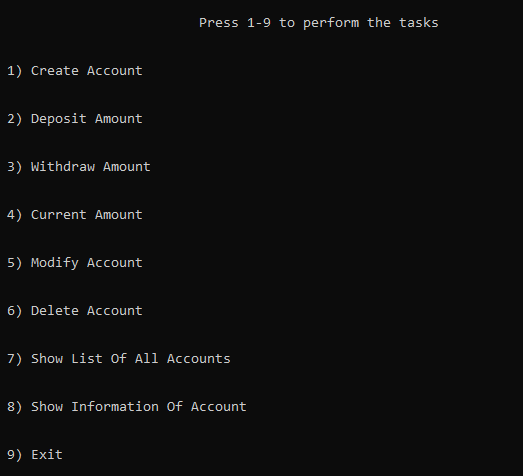 Press 1-9 to perform the tasks
1) Create Account
2) Deposit Amount
3) Withdraw Amount
4) Current Amount
5) Modify Account
6) Delete Account
7) Show List Of All Accounts
8) Show Information Of Account
9) Exit